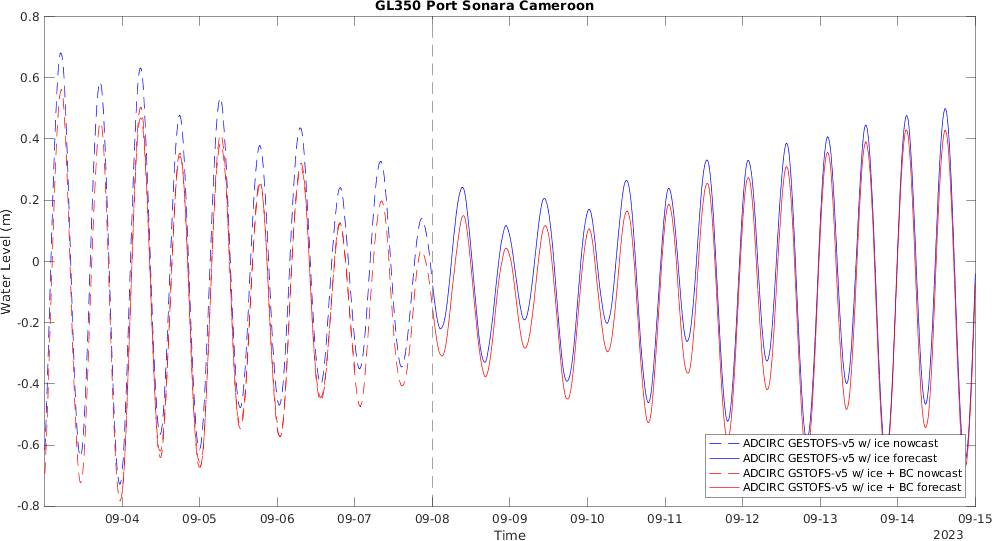 GL350 Port Sonara Cameroon
0.8
0.6
0.4
0.2
0
-0.2
-0.4
-0.6
-0.8
Water Level (m)
ADCIRC GESTOFS-v5 w/ ice nowcast
ADCIRC GESTOFS-v5 w/ ice forecast
ADCIRC GSTOFS-v5 w/ ice + BC nowcast
ADCIRC GSTOFS-v5 w/ ice + BC forecast
09-04 09-05 09-06 09-07 09-08 09-09 09-10 09-11 09-12 09-13 09-14 09-15
Time
2023